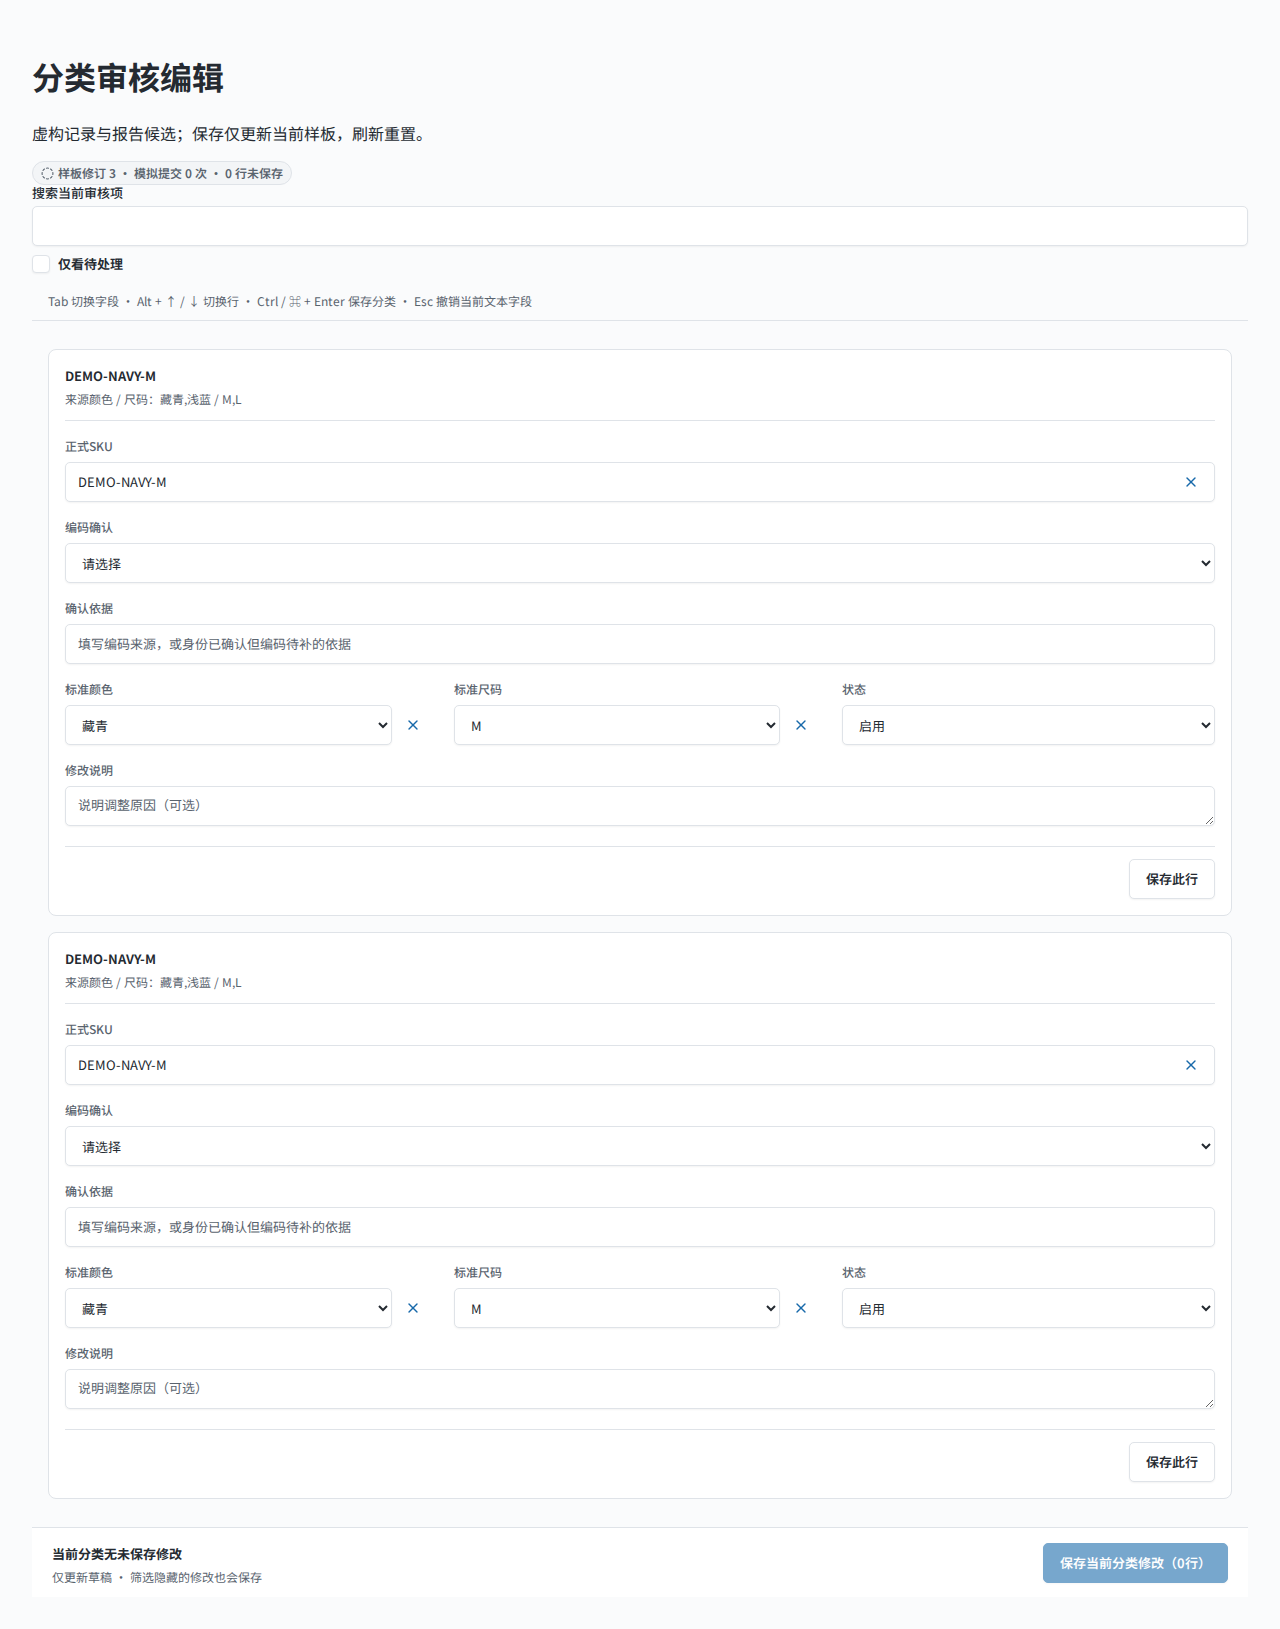 分类审核编辑
虚构记录与报告候选；保存仅更新当前样板，刷新重置。
样板修订 3 • 模拟提交 0 次 • 0 行未保存
搜索当前审核项
仅看待处理
Tab 切换字段 • Alt + ↑ / ↓ 切换行 • Ctrl / ⌘ + Enter 保存分类 • Esc 撤销当前文本字段
DEMO-NAVY-M
来源颜色 / 尺码：藏青,浅蓝 / M,L
正式SKU
DEMO-NAVY-M
编码确认
请选择
确认依据
填写编码来源，或身份已确认但编码待补的依据
标准颜色 标准尺码 状态
藏青 M 启用
修改说明
说明调整原因（可选）
保存此行
DEMO-NAVY-M
来源颜色 / 尺码：藏青,浅蓝 / M,L
正式SKU
DEMO-NAVY-M
编码确认
请选择
确认依据
填写编码来源，或身份已确认但编码待补的依据
标准颜色 标准尺码 状态
藏青 M 启用
修改说明
说明调整原因（可选）
保存此行
当前分类无未保存修改
仅更新草稿 • 筛选隐藏的修改也会保存
保存当前分类修改（0行）